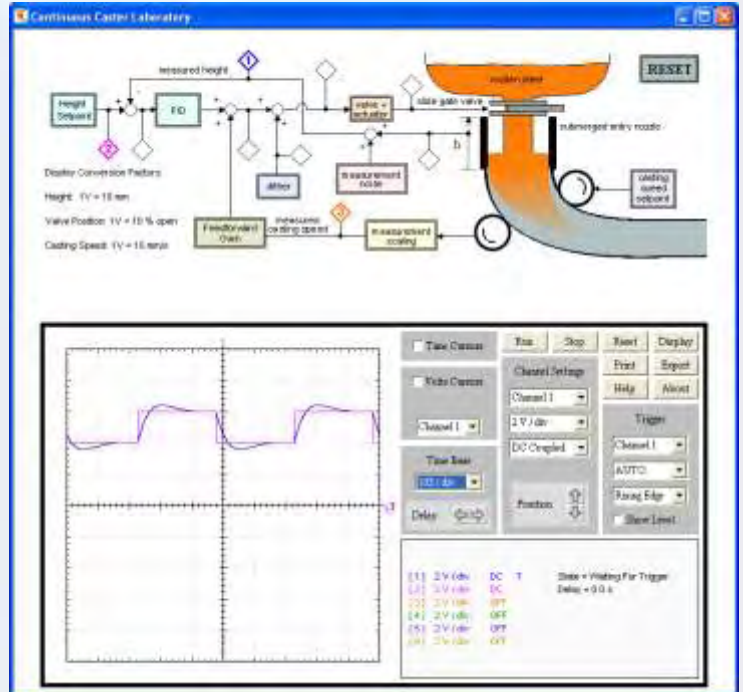 Continuous Caster Laboratory
RESET
1
measured height
molten steel
Height
Setpoint
PID
valve +
actuator
slide gate valve
submerged entry nozzle
h
2
Display Conversion Factors
Height: 1V = 10 mm
Valve Position: 1V = 10 % open
Casting Speed: 1V = 10 mm/s
dither
measurement
noise
casting
speed
setpoint
3
Feedforward
Gain
measured
casting speed
measurement
scaling
Time Cursors
Run
Stop
Reset
Display
Volts Cursors
Channel Settings
Print
Export
Help
About
Channel 1
Channel 1
2 V / div
DC Coupled
Trigger
Channel 1
AUTO
Rising Edge
Show Level
Time Base
Delay
Position
[1] 2 V/div DC T
[2] 2 V/div DC
[3] 2 V/div OFF
[4] 2 V/div OFF
[5] 2 V/div OFF
[6] 2 V/div OFF
State = Waiting For Trigger
Delay = 0.0 s